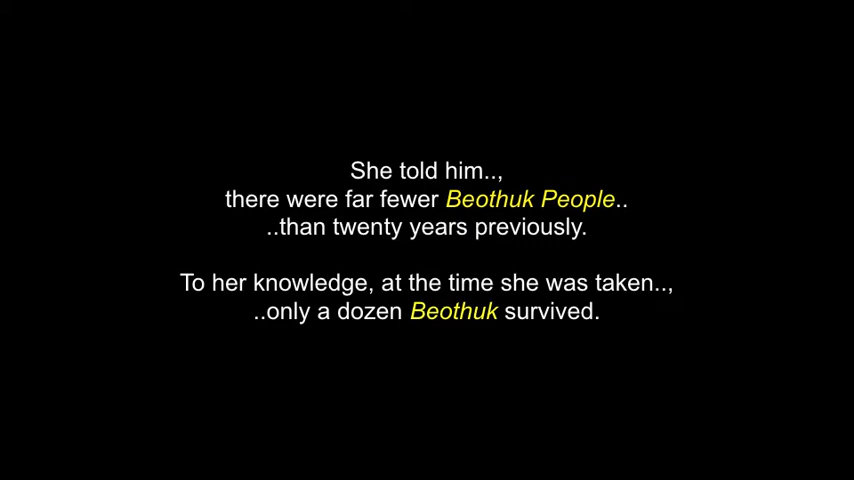 She told him..,
there were far fewer Beothuk People..
..than twenty years previously.
To her knowledge, at the time she was taken..,
..only a dozen Beothuk survived.